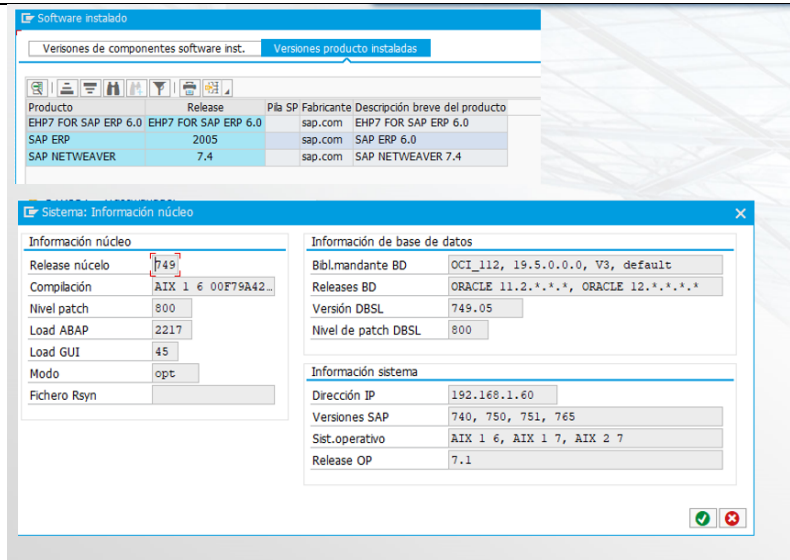 Software instalado
Verisones de componentes software inst. Versiones producto instaladas
Producto Release Pila SP Fabricante Descripción breve del producto
EHP7 FOR SAP ERP 6.0 EHP7 FOR SAP ERP 6.0 sap.com EHP7 FOR SAP ERP 6.0
SAP ERP 2005 sap.com SAP ERP 6.0
SAP NETWEAVER 7.4 sap.com SAP NETWEAVER 7.4
Sistema: Información núcleo
Información núcleo
Release núcelo 749
Compilación AIX 1 6 00F79A42...
Nivel patch 800
Load ABAP 2217
Load GUI 45
Modo opt
Fichero Rsyn
Información de base de datos
Bibl.mandante BD OCI_112, 19.5.0.0.0, V3, default
Releases BD ORACLE 11.2.*.*.*, ORACLE 12.*.*.*.*
Versión DBSL 749.05
Nivel de patch DBSL 800
Información sistema
Dirección IP 192.168.1.60
Versiones SAP 740, 750, 751, 765
Sist.operativo AIX 1 6, AIX 1 7, AIX 2 7
Release OP 7.1